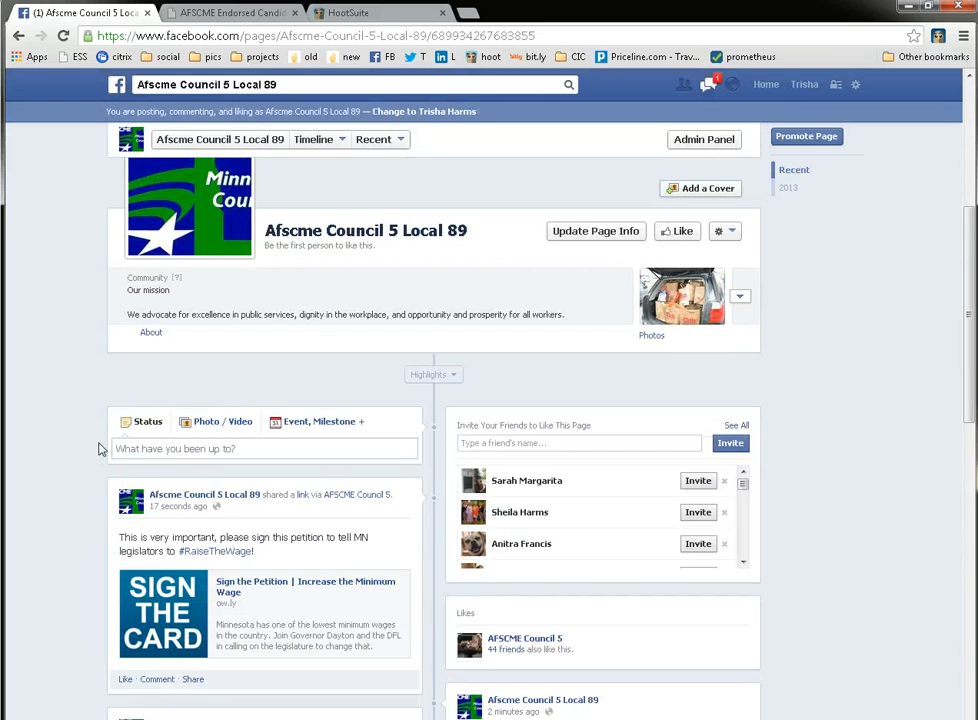 (1) Afscme Council 5 Loca
AFSCME Endorsed Candid
HootSuite
https://www.facebook.com/pages/Afscme-Council-5-Local-89/689934267683855
Apps ESS citrix social pics projects old new FB T L hoot bit.ly CIC Priceline.com - Trav... prometheus Other bookmarks
Afscme Council 5 Local 89
1
Home Trisha
You are posting, commenting, and liking as Afscme Council 5 Local 89 — Change to Trisha Harms
Afscme Council 5 Local 89 Timeline Recent Admin Panel
Promote Page
Recent
2013
Minn
Cou
Add a Cover
Afscme Council 5 Local 89
Be the first person to like this.
Update Page Info Like
Community [?]
Our mission
We advocate for excellence in public services, dignity in the workplace, and opportunity and prosperity for all workers.
About
Photos
Highlights
Status Photo / Video Event, Milestone +
What have you been up to?
Invite Your Friends to Like This Page See All
Type a friend's name... Invite
Sarah Margarita Invite
Sheila Harms Invite
Anitra Francis Invite
Afscme Council 5 Local 89 shared a link via AFSCME Council 5.
17 seconds ago
This is very important, please sign this petition to tell MN
legislators to #RaiseTheWage!
SIGN
THE
CARD
Sign the Petition | Increase the Minimum
Wage
ow.ly
Minnesota has one of the lowest minimum wages
in the country. Join Governor Dayton and the DFL
in calling on the legislature to change that.
Like · Comment · Share
Likes
AFSCME Council 5
44 friends also like this.
Afscme Council 5 Local 89
2 minutes ago